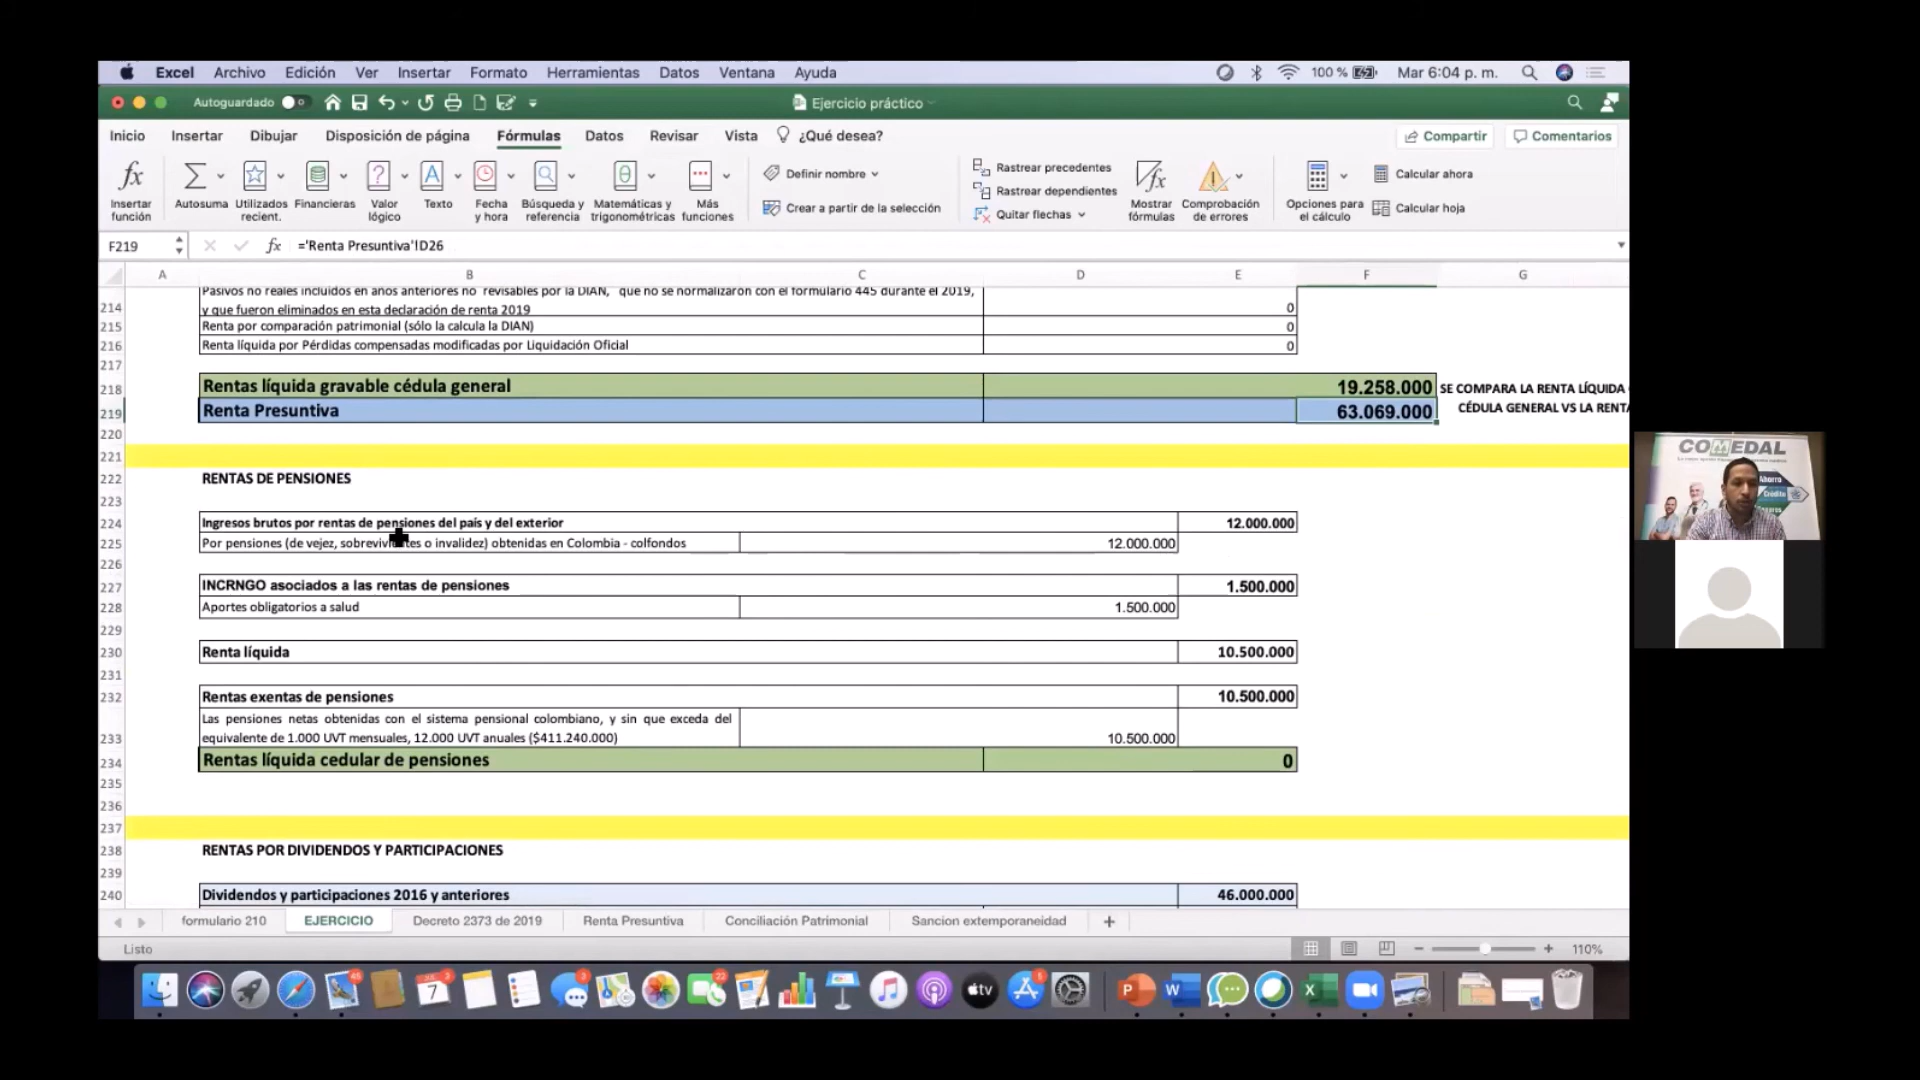 Excel Archivo Edición Ver Insertar Formato Herramientas Datos Ventana Ayuda 100 % Mar 6:04 p. m.
Autoguardado Ejercicio práctico
Inicio Insertar Dibujar Disposición de página Fórmulas Datos Revisar Vista ¿Qué desea? Compartir Comentarios
Insertar función
Autosuma
Utilizados recient.
Financieras
Valor lógico
Texto
Fecha y hora
Búsqueda y referencia
Matemáticas y trigonométricas
Más funciones
Definir nombre
Crear a partir de la selección
Rastrear precedentes
Rastrear dependientes
Quitar flechas
Mostrar fórmulas
Comprobación de errores
Opciones para el cálculo
Calcular ahora
Calcular hoja
F219 fx ='Renta Presuntiva'!D26
A B C D E F G
Pasivos no reales incluidos en años anteriores no revisables por la DIAN, que no se normalizaron con el formulario 445 durante el 2019,
214 y que fueron eliminados en esta declaración de renta 2019 0
215 Renta por comparación patrimonial (sólo la calcula la DIAN) 0
216 Renta líquida por Pérdidas compensadas modificadas por Liquidación Oficial 0
217
218 Rentas líquida gravable cédula general 19.258.000 SE COMPARA LA RENTA LÍQUIDA
219 Renta Presuntiva 63.069.000 CÉDULA GENERAL VS LA RENTA
220
221
222 RENTAS DE PENSIONES
223
224 Ingresos brutos por rentas de pensiones del país y del exterior 12.000.000
225 Por pensiones (de vejez, sobrevivientes o invalidez) obtenidas en Colombia - colfondos 12.000.000
226
227 INCRNGO asociados a las rentas de pensiones 1.500.000
228 Aportes obligatorios a salud 1.500.000
229
230 Renta líquida 10.500.000
231
232 Rentas exentas de pensiones 10.500.000
Las pensiones netas obtenidas con el sistema pensional colombiano, y sin que exceda del
233 equivalente de 1.000 UVT mensuales, 12.000 UVT anuales ($411.240.000) 10.500.000
234 Rentas líquida cedular de pensiones 0
235
236
237
238 RENTAS POR DIVIDENDOS Y PARTICIPACIONES
239
240 Dividendos y participaciones 2016 y anteriores 46.000.000
formulario 210 EJERCICIO Decreto 2373 de 2019 Renta Presuntiva Conciliación Patrimonial Sancion extemporaneidad +
Listo 110%
COMEDAL
Ahorro
Crédito
7
tv
P
W
X